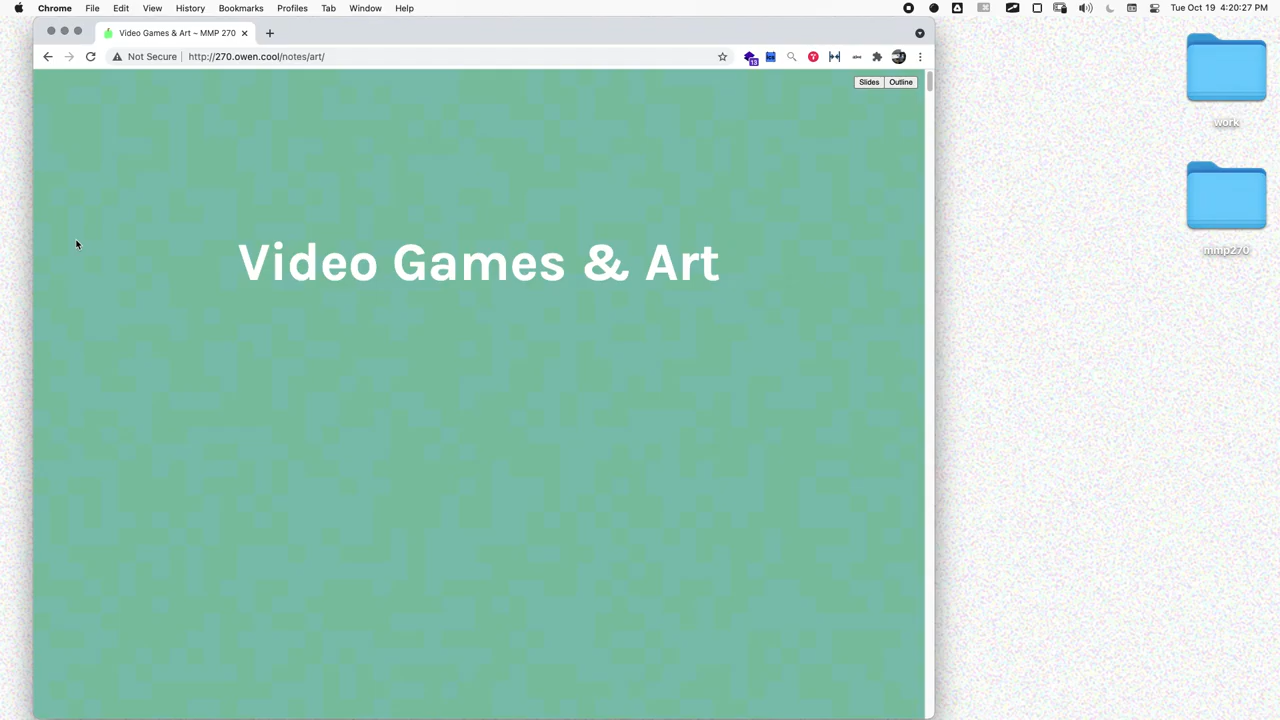 Chrome File Edit View History Bookmarks Profiles Tab Window Help Tue Oct 19 4:20:27 PM
Video Games & Art ~ MMP 270
Not Secure http://270.owen.cool/notes/art/
13
Slides Outline
Video Games & Art
work
mmp270